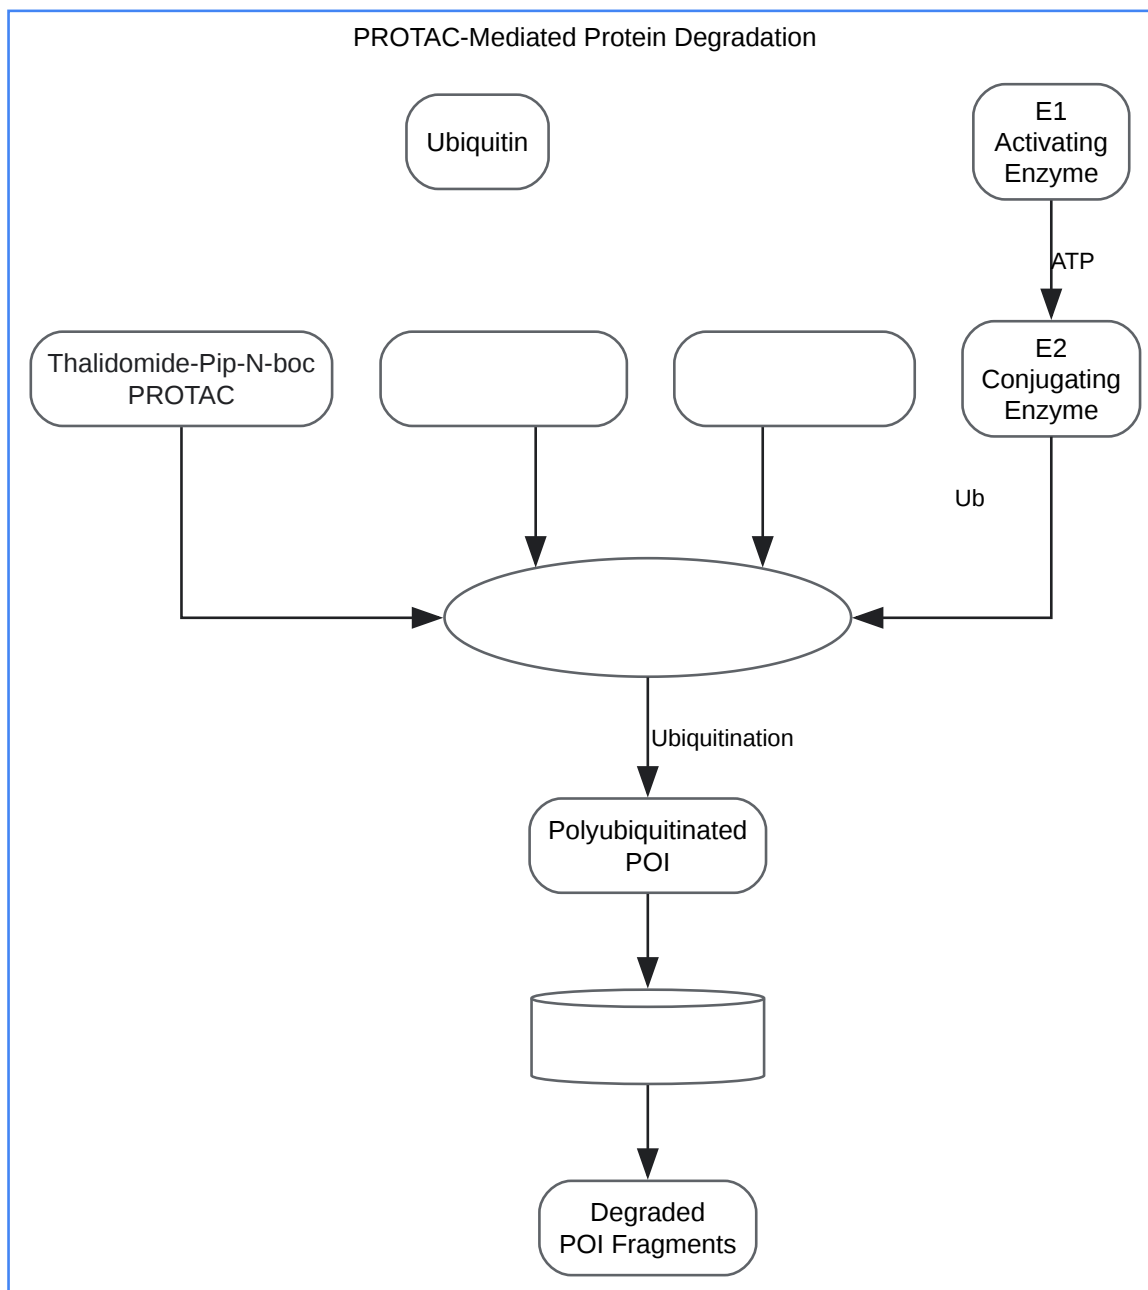 PROTAC-Mediated Protein Degradation
Ubiquitin
E1
Activating
Enzyme
ATP
Thalidomide-Pip-N-boc
PROTAC
E2
Conjugating
Enzyme
Ub
Ubiquitination
Polyubiquitinated
POI
Degraded
POI Fragments